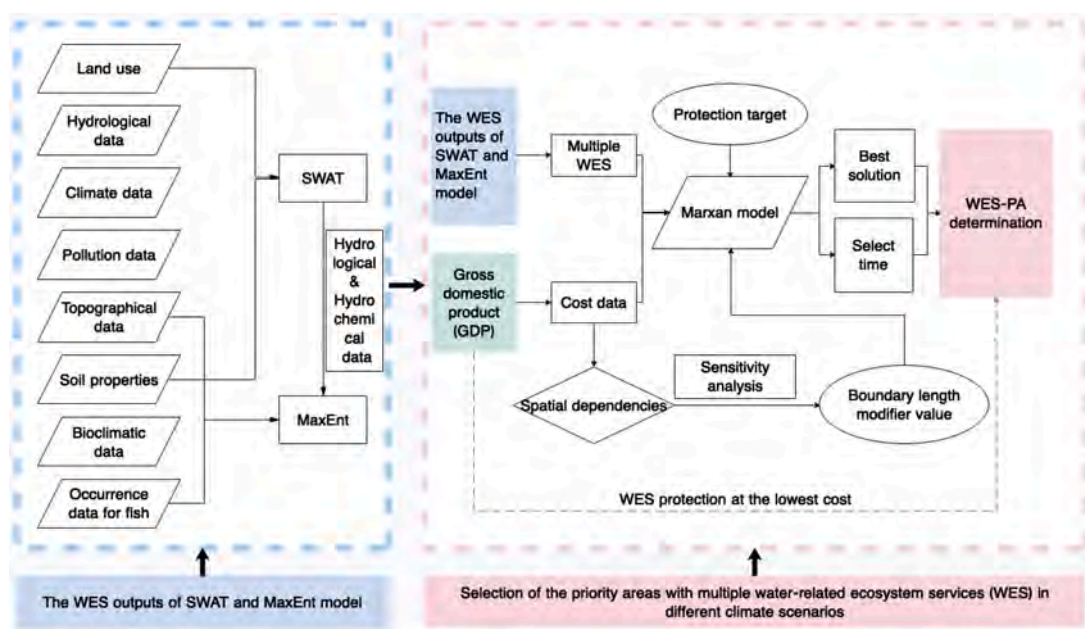 Land use
Hydrological
data
Climate data
Pollution data
Topographical
data
Soil properties
Bioclimatic
data
Occurrence
data for fish
SWAT
Hydro
logical
&
Hydro
chemi
cal data
MaxEnt
The WES outputs of SWAT and MaxEnt model
The WES
outputs of
SWAT and
MaxEnt
model
Multiple
WES
Protection target
Marxan model
Best
solution
Select
time
WES-PA
determination
Gross
domestic
product
(GDP)
Cost data
Spatial dependencies
Sensitivity
analysis
Boundary length
modifier value
WES protection at the lowest cost
Selection of the priority areas with multiple water-related ecosystem services (WES) in
different climate scenarios